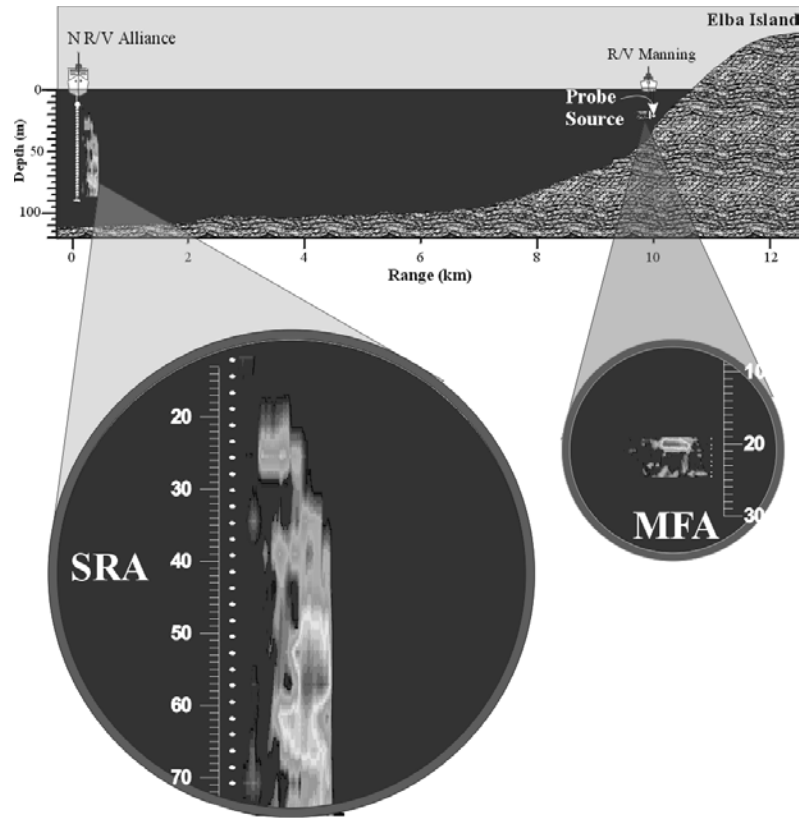 Elba Island
N R/V Alliance
R/V Manning
0
50
100
Depth (m)
Probe
Source
0
2
4
6
8
10
12
Range (km)
20
30
40
50
60
70
SRA
10
20
30
MFA